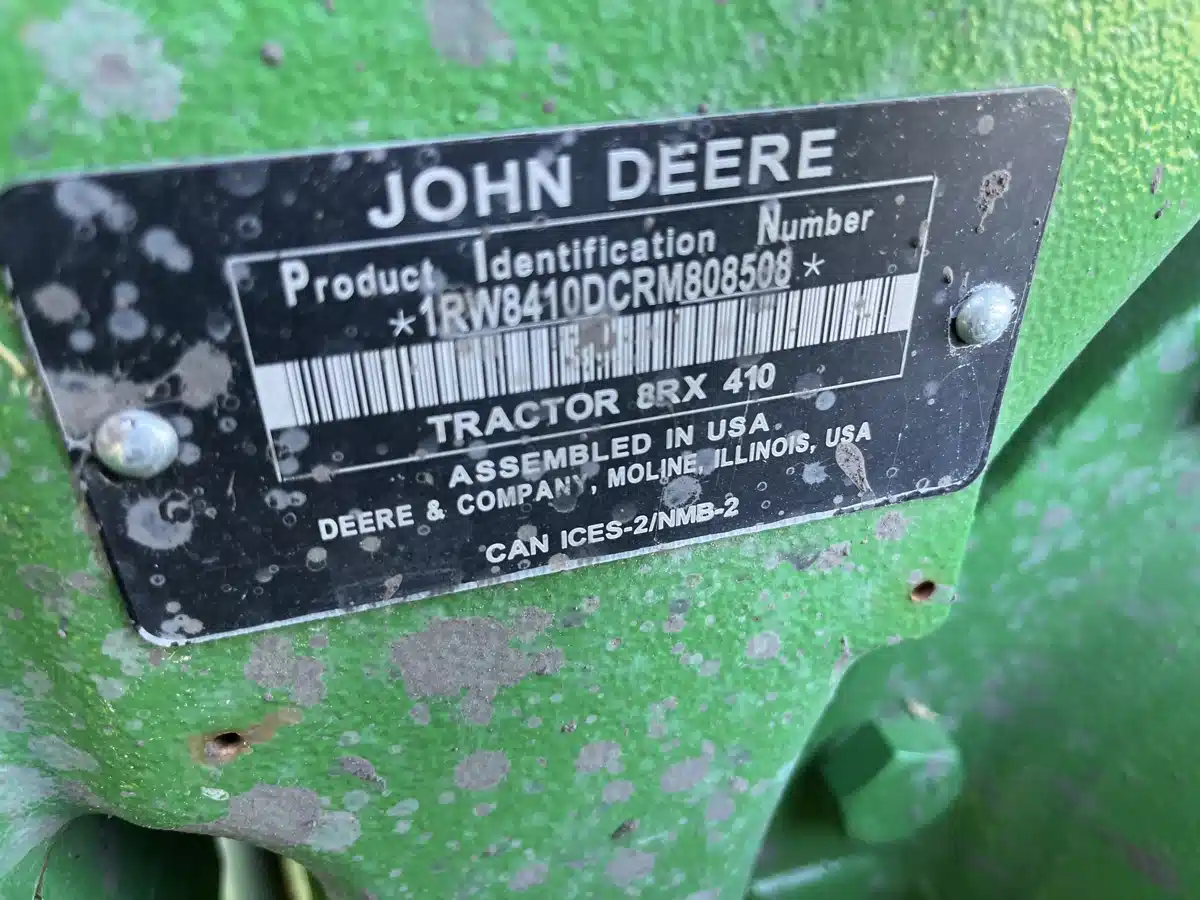 JOHN DEERE
Product Identification Number
*1RW8410DCRM808508*
TRACTOR 8RX 410
ASSEMBLED IN USA.
DEERE & COMPANY, MOLINE, ILLINOIS, USA
CAN ICES-2/NMB-2